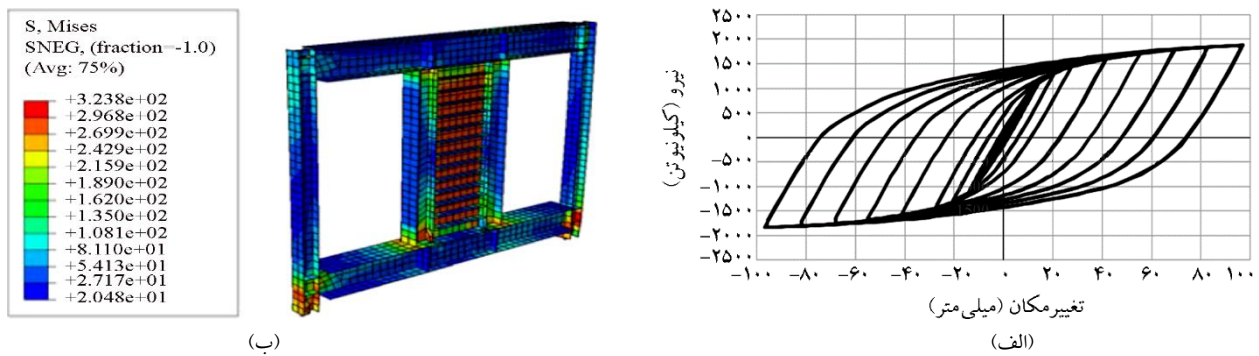 S, Mises
SNEG, (fraction=-1.0)
(Avg: 75%)
+3.238e+02
+2.968e+02
+2.699e+02
+2.429e+02
+2.159e+02
+1.890e+02
+1.620e+02
+1.350e+02
+1.081e+02
+8.110e+01
+5.413e+01
+2.717e+01
+2.048e+01
(ب)
نیرو (کیلونیوتن)
۲۵۰۰
۲۰۰۰
۱۵۰۰
۱۰۰۰
۵۰۰
۰
-۵۰۰
-۱۰۰۰
-۱۵۰۰
-۲۰۰۰
-۲۵۰۰
-۱۰۰ -۸۰ -۶۰ -۴۰ -۲۰ ۰ ۲۰ ۴۰ ۶۰ ۸۰ ۱۰۰
تغییرمکان (میلی‌متر)
(الف)